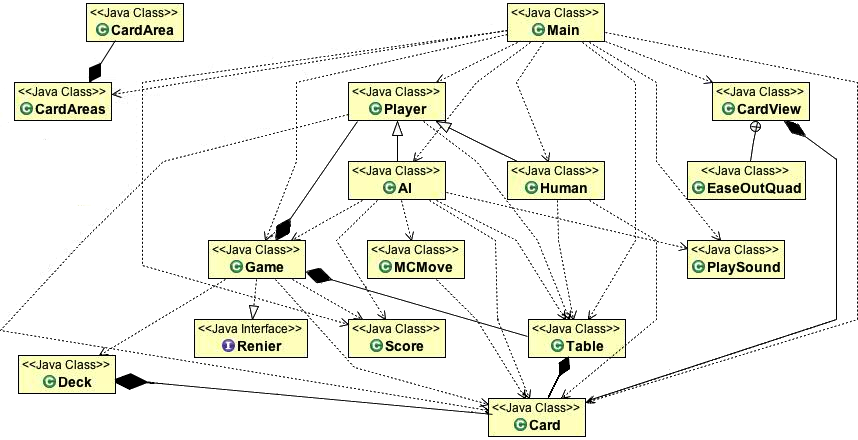 <<Java Class>>
CardArea
<<Java Class>>
Main
<<Java Class>>
CardAreas
<<Java Class>>
Player
<<Java Class>>
CardView
<<Java Class>>
AI
<<Java Class>>
Human
<<Java Class>>
EaseOutQuad
<<Java Class>>
Game
<<Java Class>>
MCMove
<<Java Class>>
PlaySound
<<Java Interface>>
Renier
<<Java Class>>
Score
<<Java Class>>
Table
<<Java Class>>
Deck
<<Java Class>>
Card